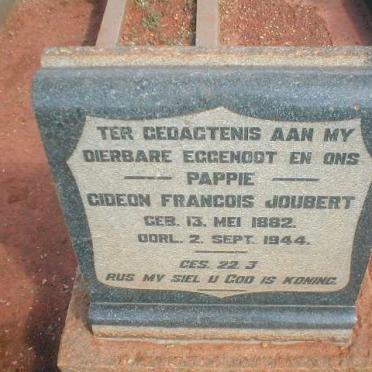 TER GEDAGTENIS AAN MY
DIERBARE EGGENOOT EN ONS
PAPPIE
GIDEON FRANCOIS JOUBERT
GEB. 13. MEI 1882.
OORL. 2. SEPT. 1944.
GES. 22. 3
RUS MY SIEL U GOD IS KONING.